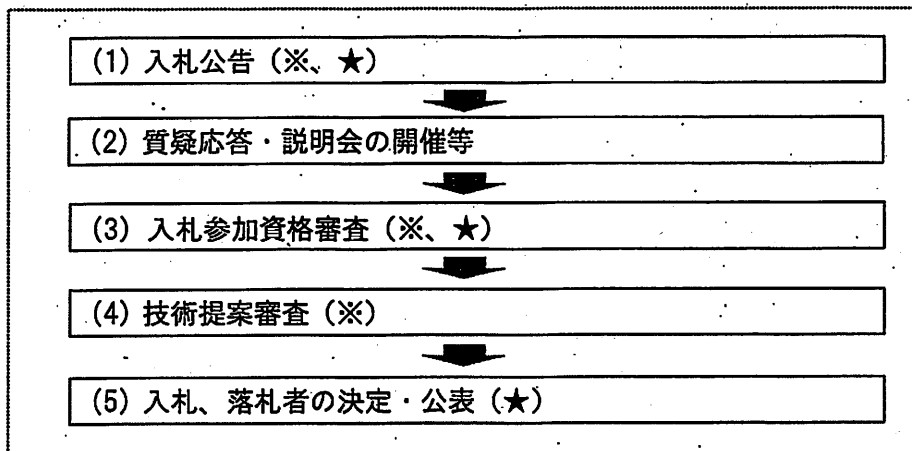 (1) 入札公告（※、★）
(2) 質疑応答・説明会の開催等
(3) 入札参加資格審査（※、★）
(4) 技術提案審査（※）
(5) 入札、落札者の決定・公表（★）